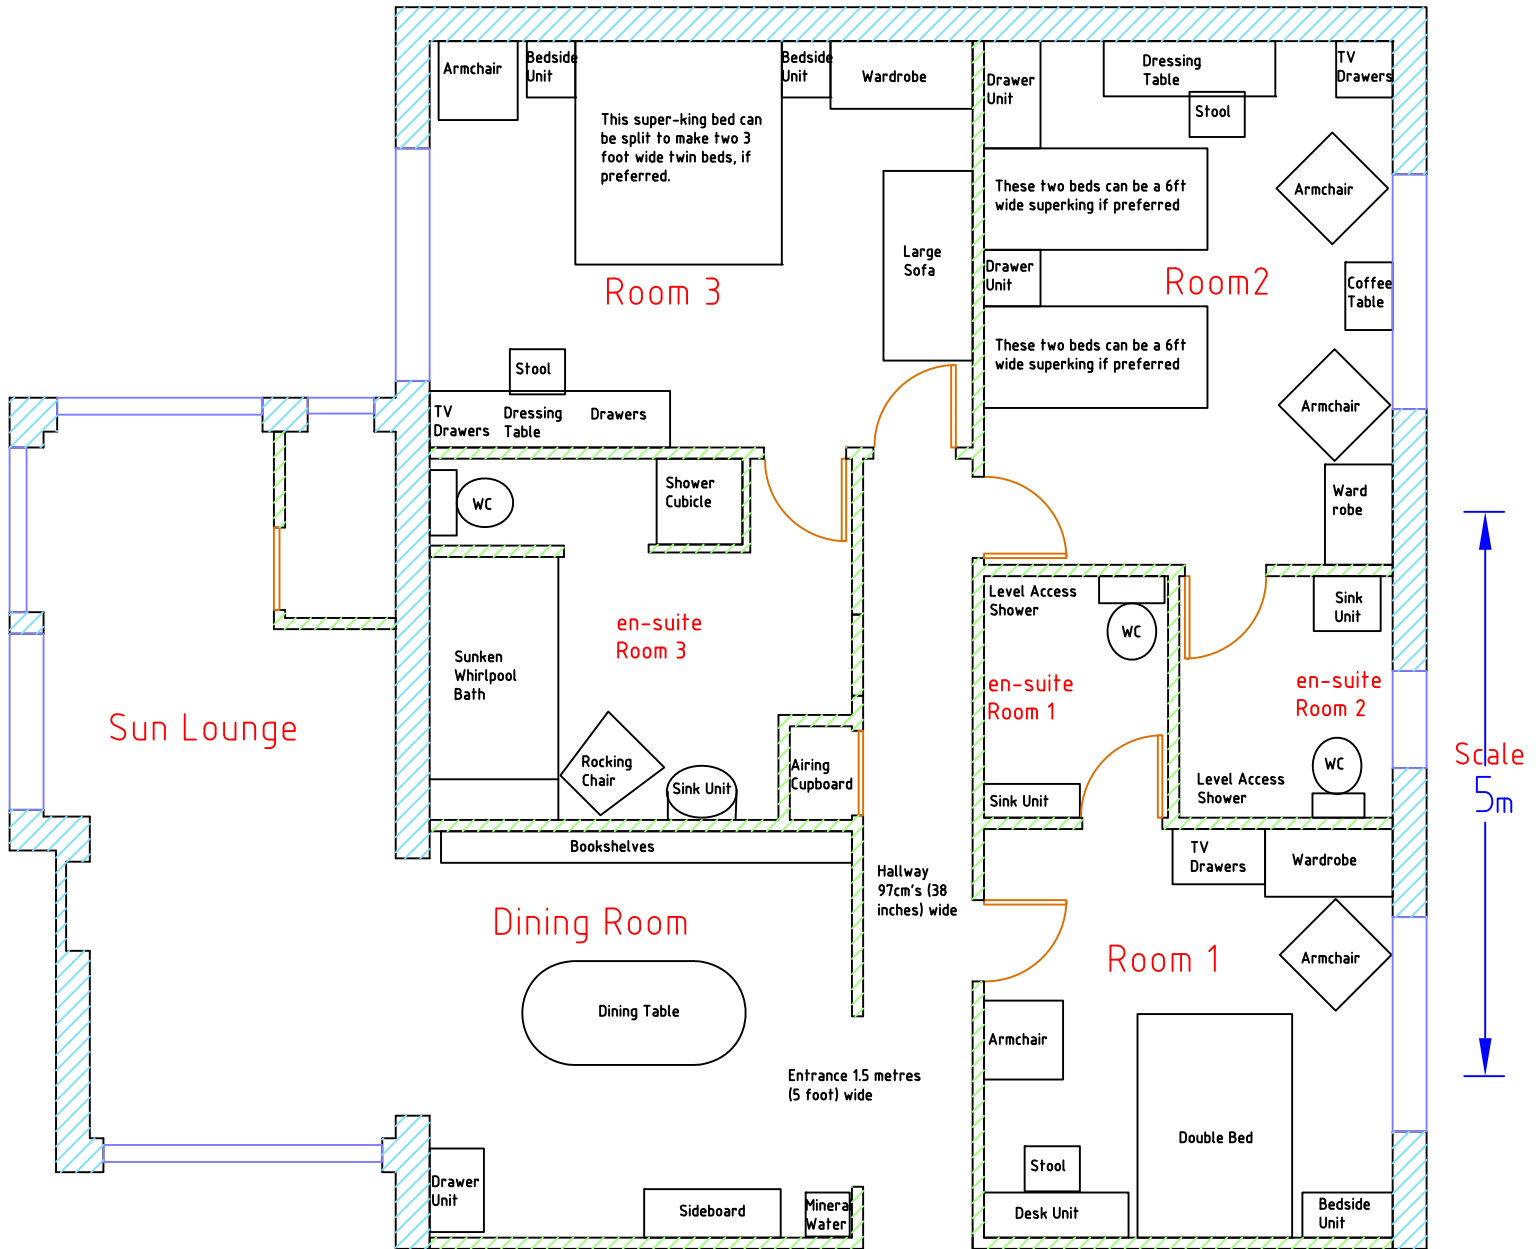 Armchair
Bedside
Unit
This super-king bed can
be split to make two 3
foot wide twin beds, if
preferred.
Bedside
Unit
Wardrobe
Large
Sofa
Room 3
Stool
TV
Drawers
Dressing
Table
Drawers
Drawer
Unit
Dressing
Table
Stool
TV
Drawers
These two beds can be a 6ft
wide superking if preferred
Armchair
Drawer
Unit
Room2
Coffee
Table
These two beds can be a 6ft
wide superking if preferred
Armchair
Ward
robe
WC
Shower
Cubicle
en-suite
Room 3
Sunken
Whirlpool
Bath
Rocking
Chair
Sink Unit
Airing
Cupboard
Sun Lounge
Level Access
Shower
WC
en-suite
Room 1
Sink Unit
Sink
Unit
en-suite
Room 2
WC
Level Access
Shower
Scale
5m
Bookshelves
Dining Room
Dining Table
Hallway
97cm's (38
inches) wide
Entrance 1.5 metres
(5 foot) wide
Drawer
Unit
Sideboard
Minera
Water
TV
Drawers
Wardrobe
Room 1
Armchair
Armchair
Double Bed
Stool
Desk Unit
Bedside
Unit